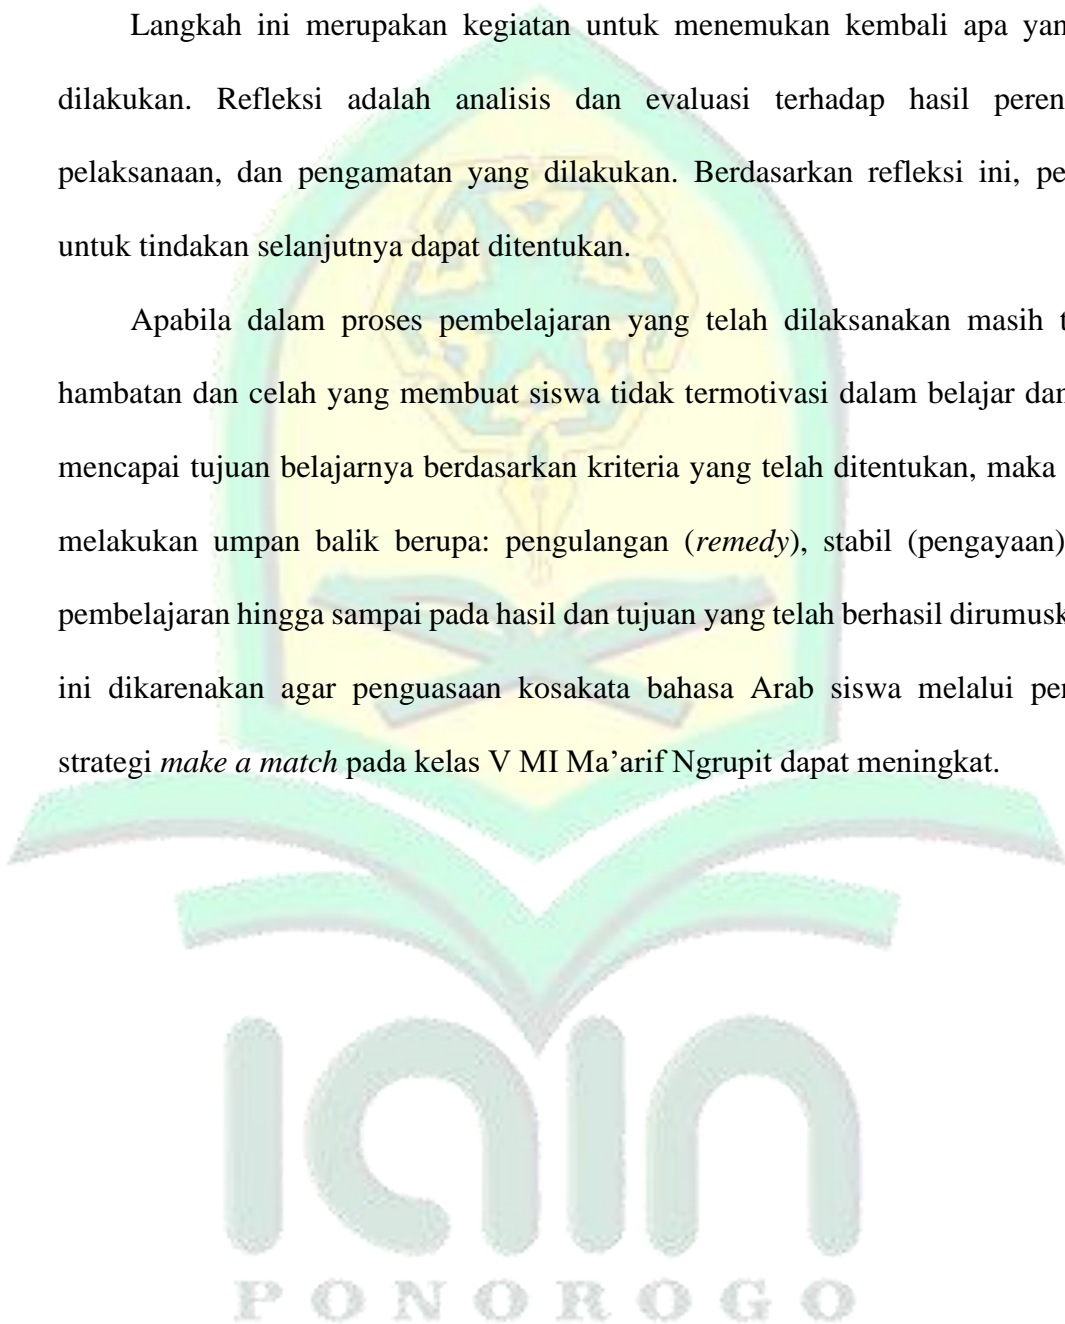 Langkah ini merupakan kegiatan untuk menemukan kembali apa yan
dilakukan. Refleksi adalah analisis dan evaluasi terhadap hasil peren
pelaksanaan, dan pengamatan yang dilakukan. Berdasarkan refleksi ini, pe
untuk tindakan selanjutnya dapat ditentukan.
Apabila dalam proses pembelajaran yang telah dilaksanakan masih t
hambatan dan celah yang membuat siswa tidak termotivasi dalam belajar dan
mencapai tujuan belajarnya berdasarkan kriteria yang telah ditentukan, maka
melakukan umpan balik berupa: pengulangan (remedy), stabil (pengayaan)
pembelajaran hingga sampai pada hasil dan tujuan yang telah berhasil dirumusk
ini dikarenakan agar penguasaan kosakata bahasa Arab siswa melalui per
strategi make a match pada kelas V MI Ma’arif Ngrupit dapat meningkat.
IAIN
PONOROGO